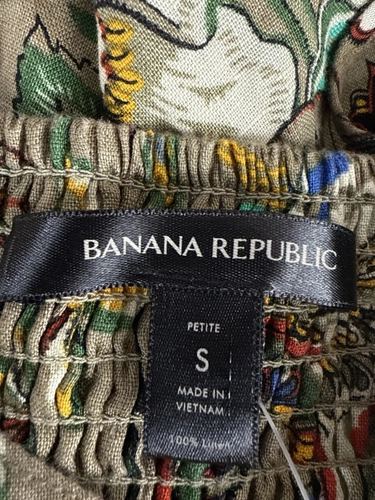 BANANA REPUBLIC
PETITE
S
MADE IN
VIETNAM
100% Linen